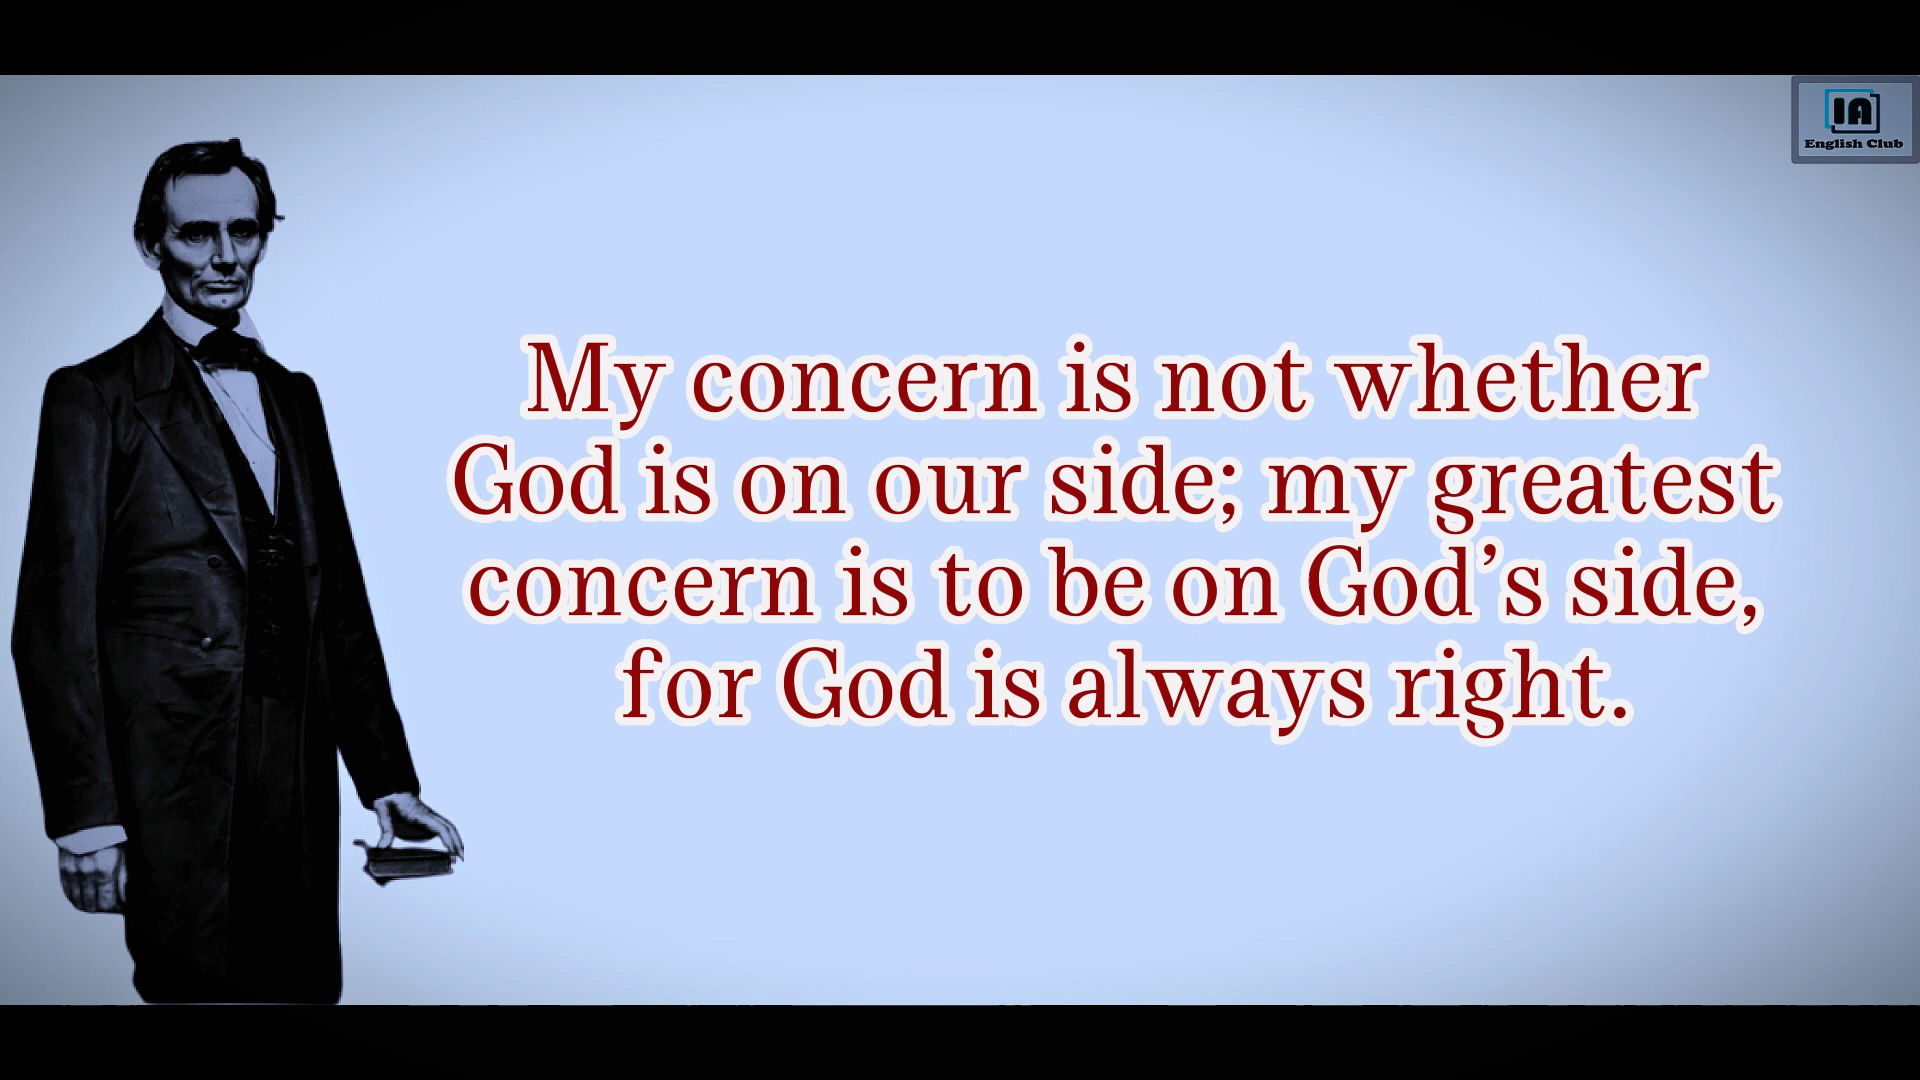 IA
English Club
My concern is not whether
God is on our side; my greatest
concern is to be on God’s side,
for God is always right.